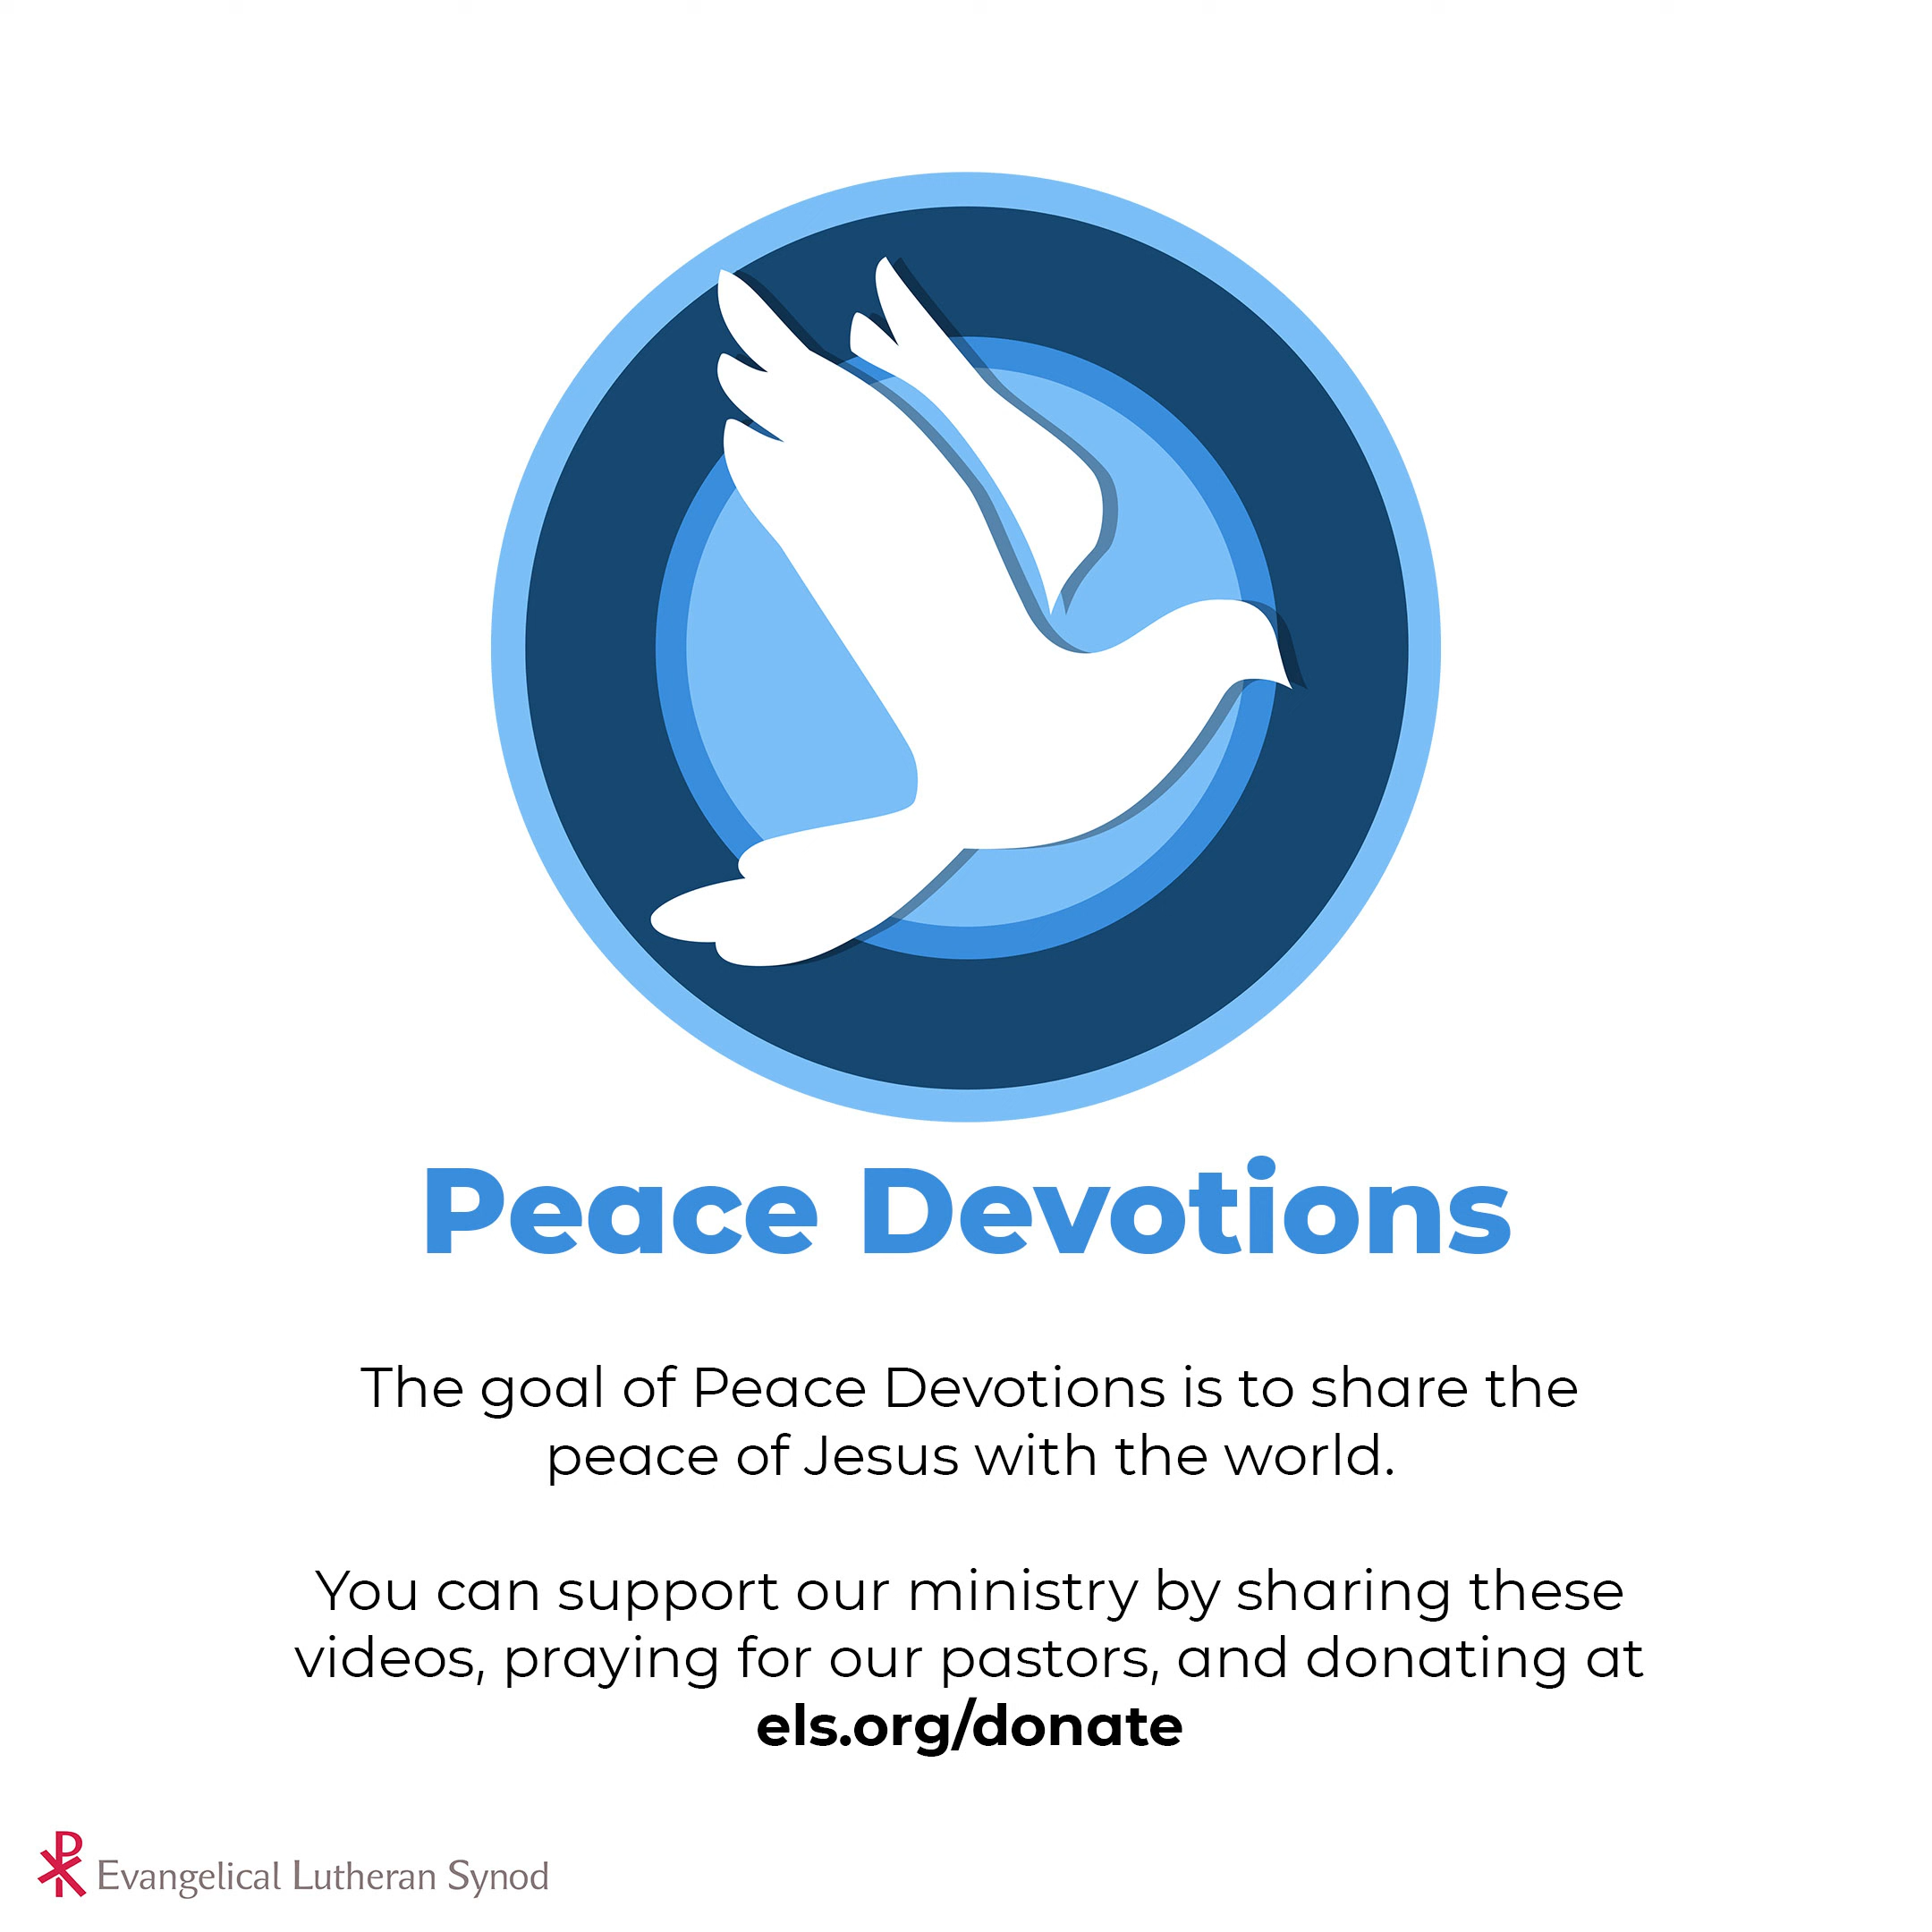 Peace Devotions
The goal of Peace Devotions is to share the
peace of Jesus with the world.
You can support our ministry by sharing these
videos, praying for our pastors, and donating at
els.org/donate
Evangelical Lutheran Synod